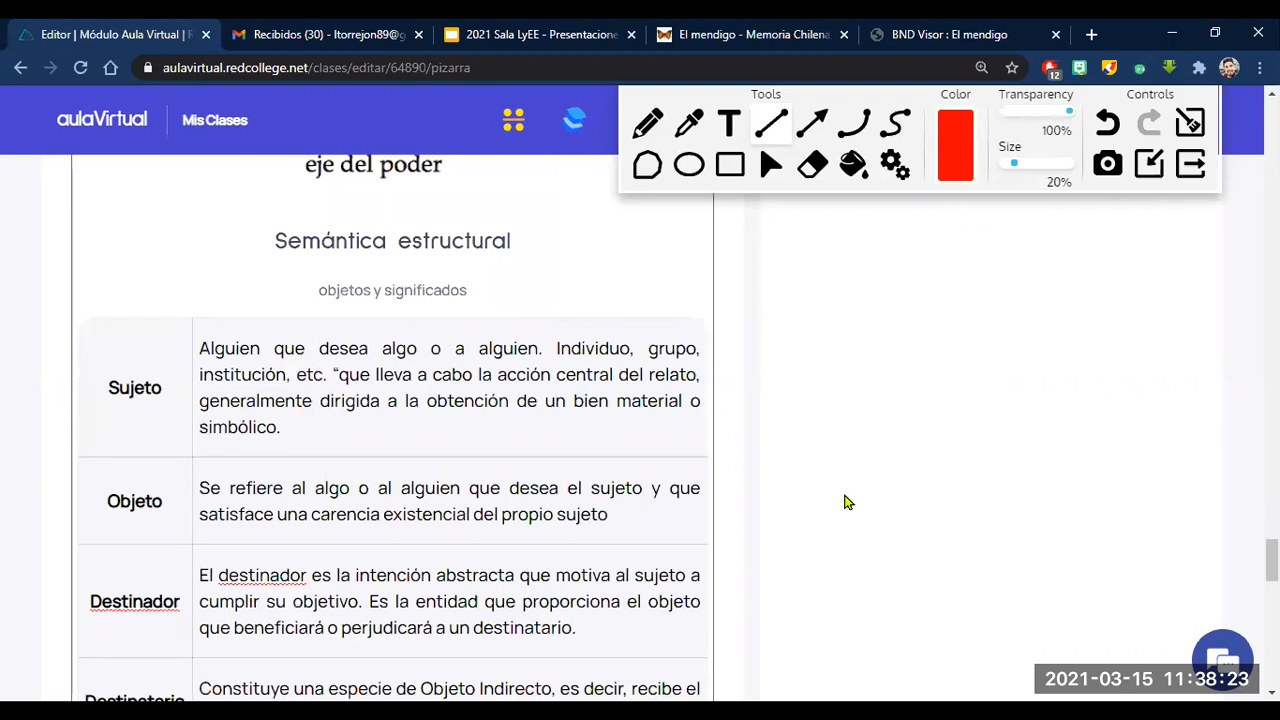 Editor | Módulo Aula Virtual | R
Recibidos (30) - ltorrejon89@g
2021 Sala LyEE - Presentacione
El mendigo - Memoria Chilena,
BND Visor : El mendigo
aulavirtual.redcollege.net/clases/editar/64890/pizarra
12
aulaVirtual
Mis Clases
Tools
Color
Transparency
Controls
100%
Size
20%
T
eje del poder
Semántica estructural
objetos y significados
Sujeto
Alguien que desea algo o a alguien. Individuo, grupo,
institución, etc. “que lleva a cabo la acción central del relato,
generalmente dirigida a la obtención de un bien material o
simbólico.
Objeto
Se refiere al algo o al alguien que desea el sujeto y que
satisface una carencia existencial del propio sujeto
Destinador
El destinador es la intención abstracta que motiva al sujeto a
cumplir su objetivo. Es la entidad que proporciona el objeto
que beneficiará o perjudicará a un destinatario.
Destinatario
Constituye una especie de Objeto Indirecto, es decir, recibe el
2021-03-15 11:38:23